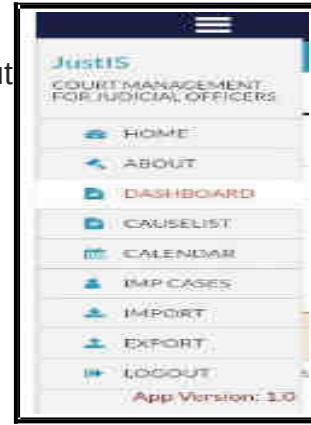 JustIS
COURT MANAGEMENT
FOR JUDICIAL OFFICERS
HOME
ABOUT
DASHBOARD
CAUSELIST
CALENDAR
IMP CASES
IMPORT
EXPORT
LOGOUT
App Version: 1.0